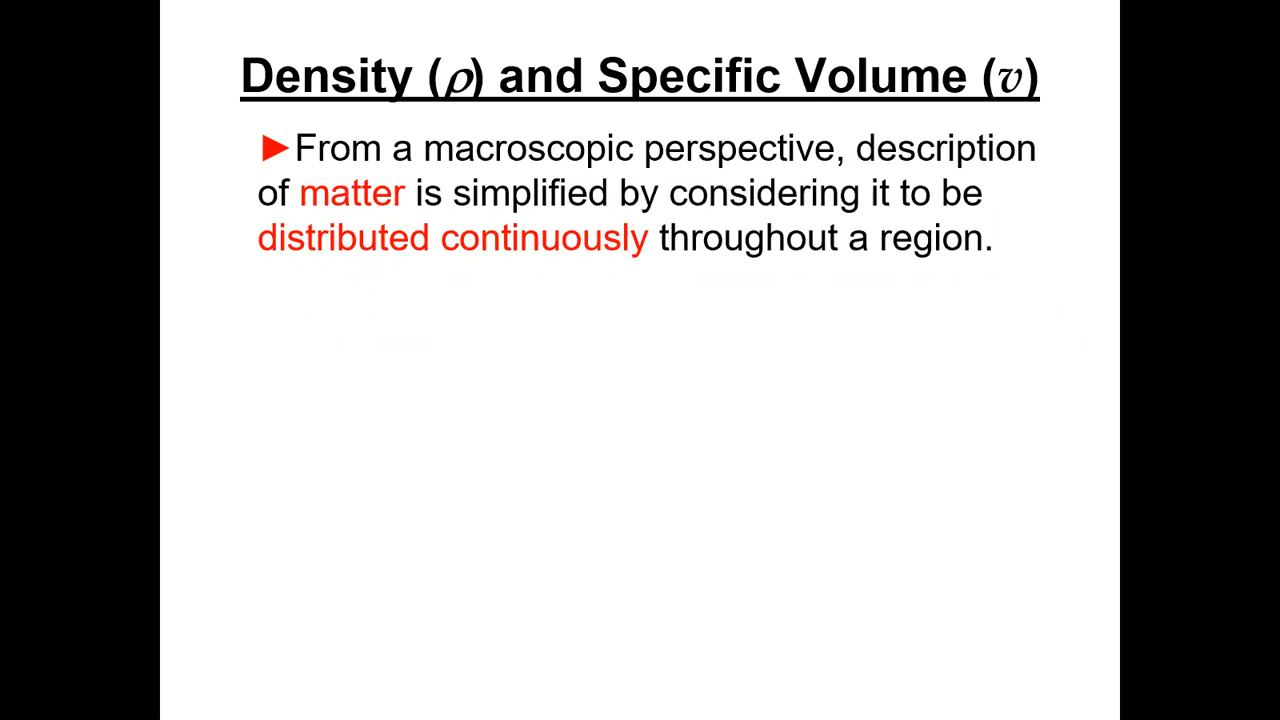 Density (ρ) and Specific Volume (v)
►From a macroscopic perspective, description
of matter is simplified by considering it to be
distributed continuously throughout a region.